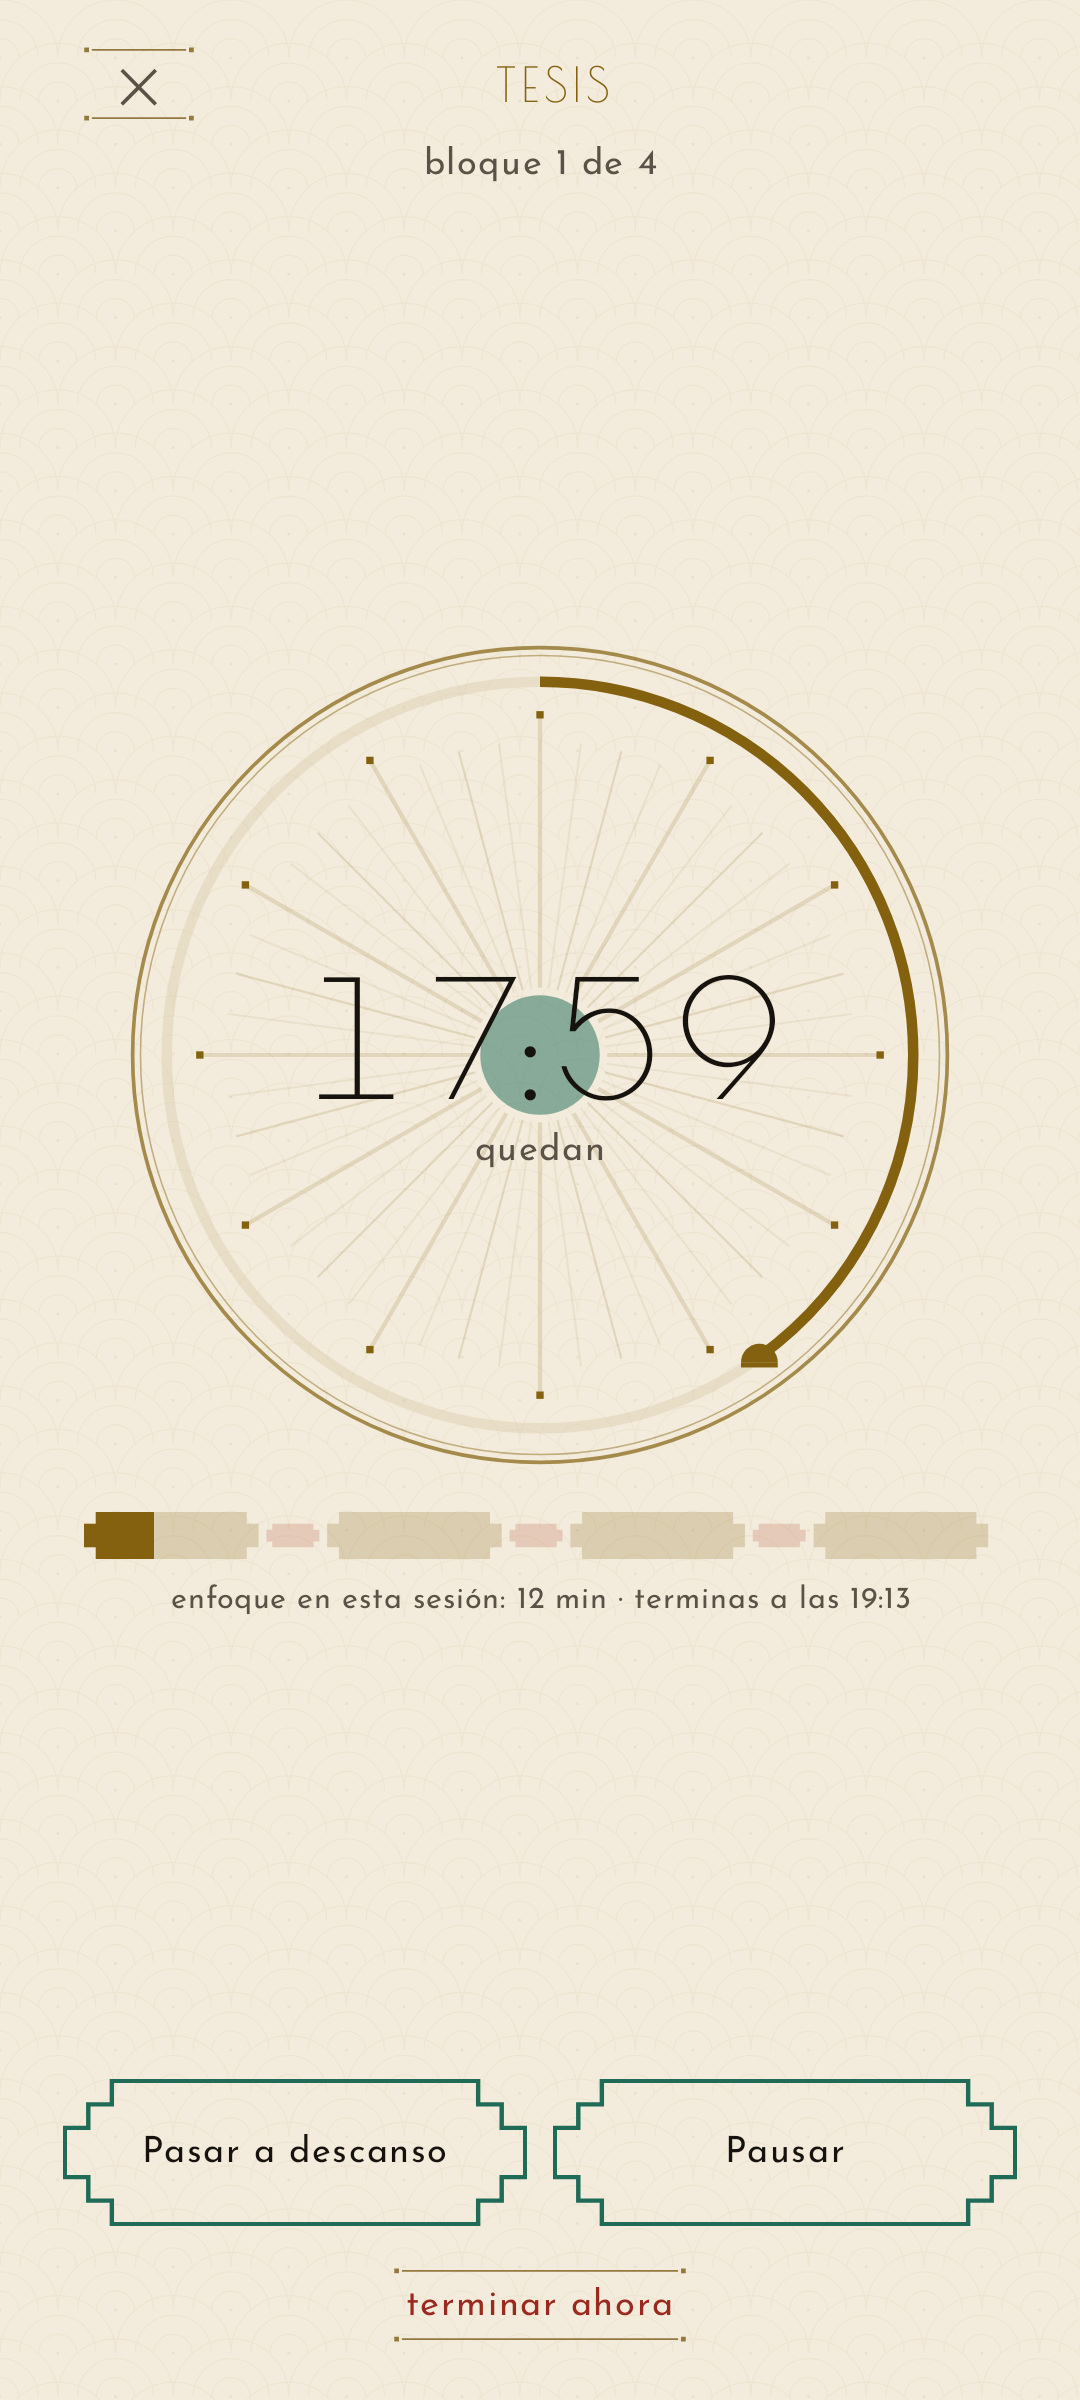 TESIS
bloque 1 de 4
17:59
quedan
enfoque en esta sesión: 12 min · terminas a las 19:13
Pasar a descanso
Pausar
terminar ahora